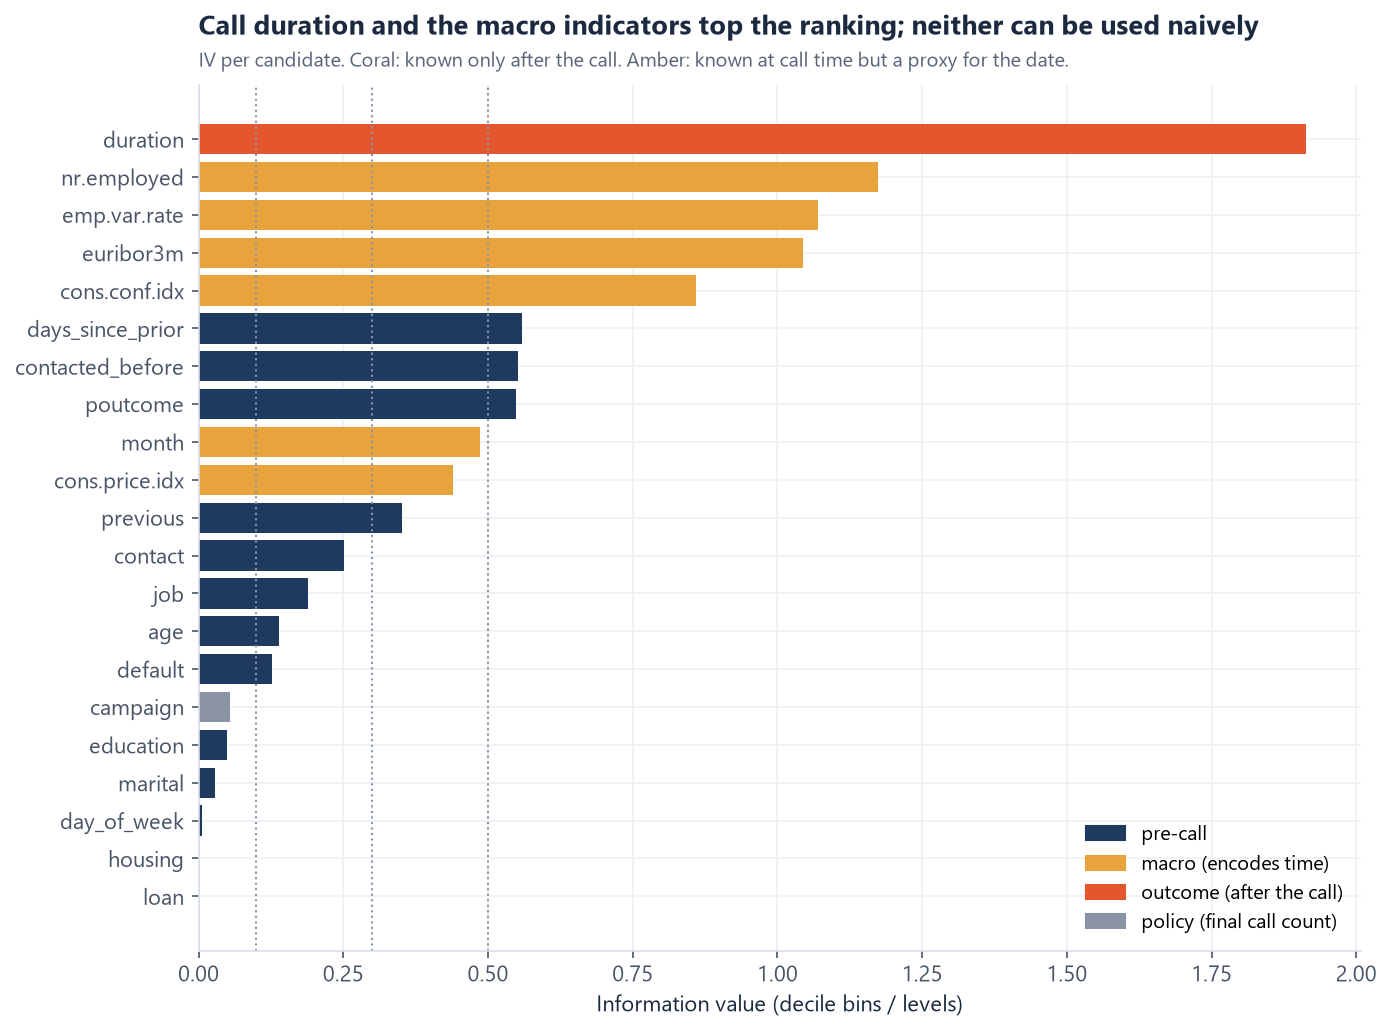 Call duration and the macro indicators top the ranking; neither can be used naively
IV per candidate. Coral: known only after the call. Amber: known at call time but a proxy for the date.
duration
nr.employed
emp.var.rate
euribor3m
cons.conf.idx
days_since_prior
contacted_before
poutcome
month
cons.price.idx
previous
contact
job
age
default
campaign
education
marital
day_of_week
housing
loan
pre-call
macro (encodes time)
outcome (after the call)
policy (final call count)
0.00 0.25 0.50 0.75 1.00 1.25 1.50 1.75 2.00
Information value (decile bins / levels)